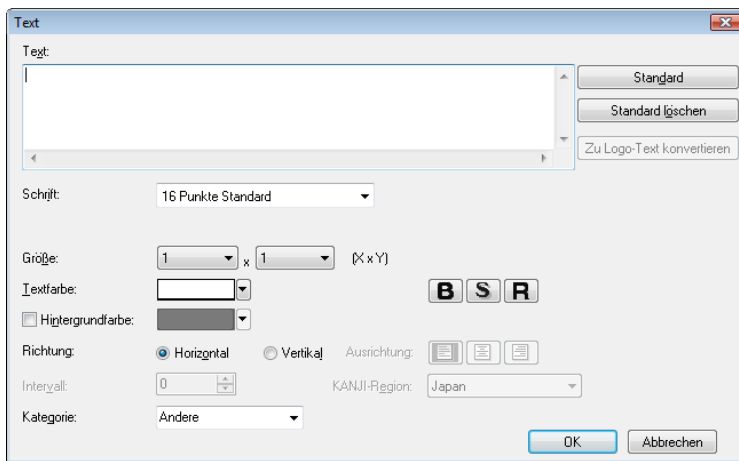 Text
Text:
Standard
Standard löschen
Zu Logo-Text konvertieren
Schrift: 16 Punkte Standard
Größe: 1 x 1 (X x Y)
Textfarbe: B S R
Hintergrundfarbe:
Richtung: Horizontal Vertikal Ausrichtung:
Intervall: 0 KANJI-Region: Japan
Kategorie: Andere
OK Abbrechen